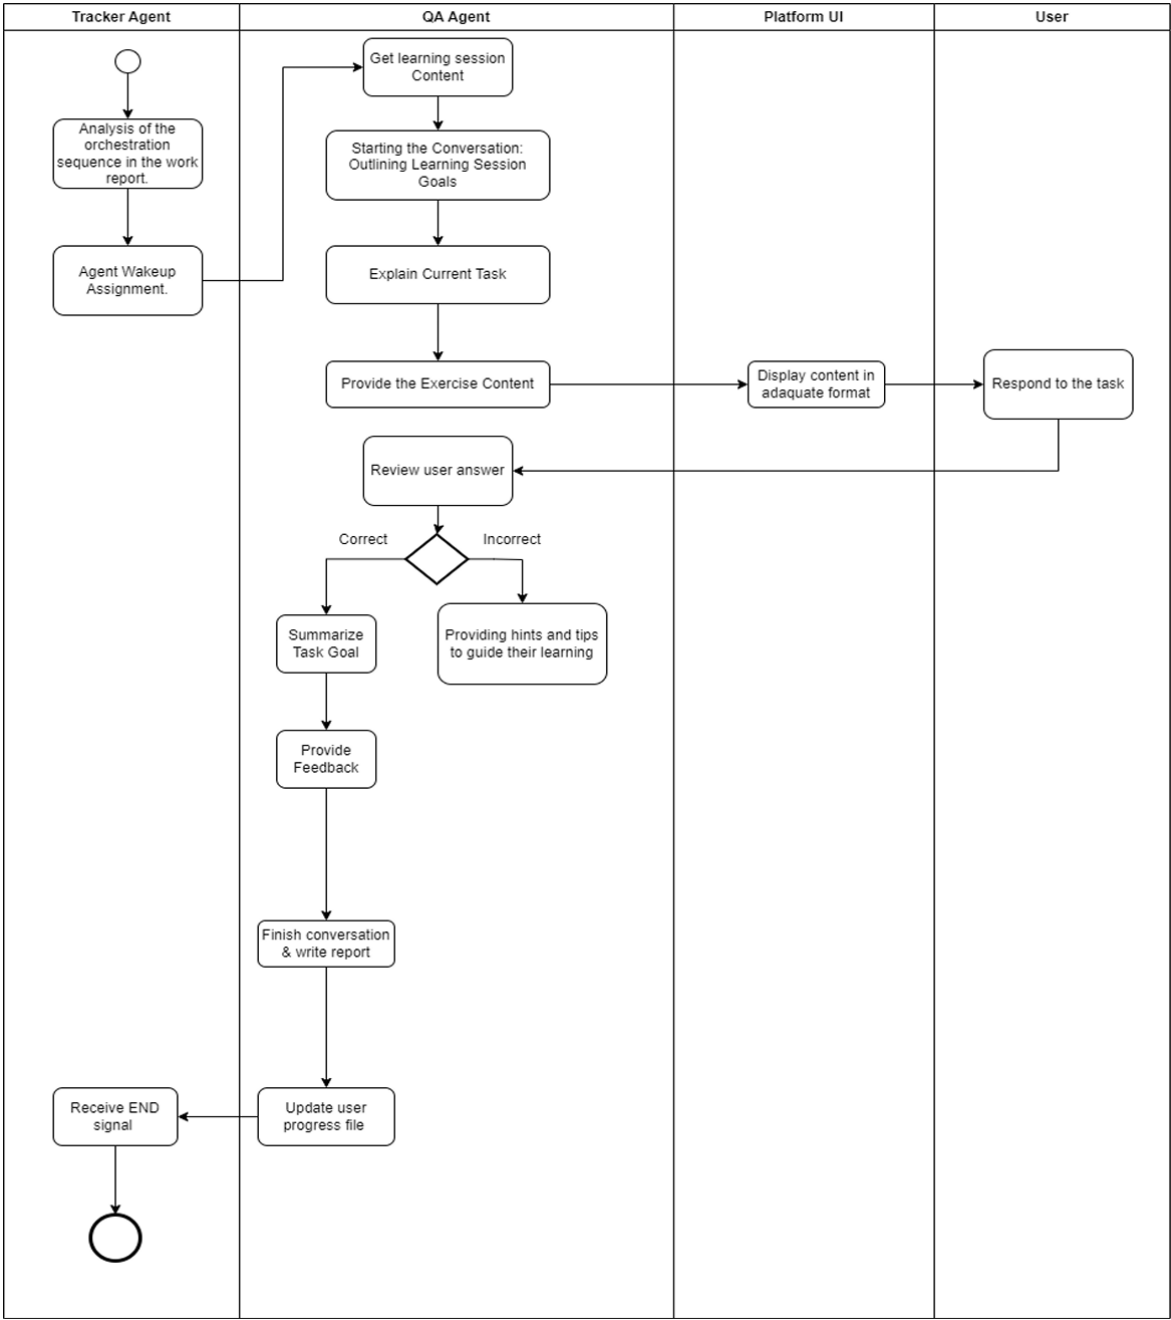 Tracker Agent
QA Agent
Platform UI
User
Get learning session
Content
Analysis of the
orchestration
sequence in the work
report.
Starting the Conversation:
Outlining Learning Session
Goals
Agent Wakeup
Assignment.
Explain Current Task
Provide the Exercise Content
Display content in
adaquate format
Respond to the task
Review user answer
Correct
Incorrect
Summarize
Task Goal
Providing hints and tips
to guide their learning
Provide
Feedback
Finish conversation
& write report
Receive END
signal
Update user
progress file